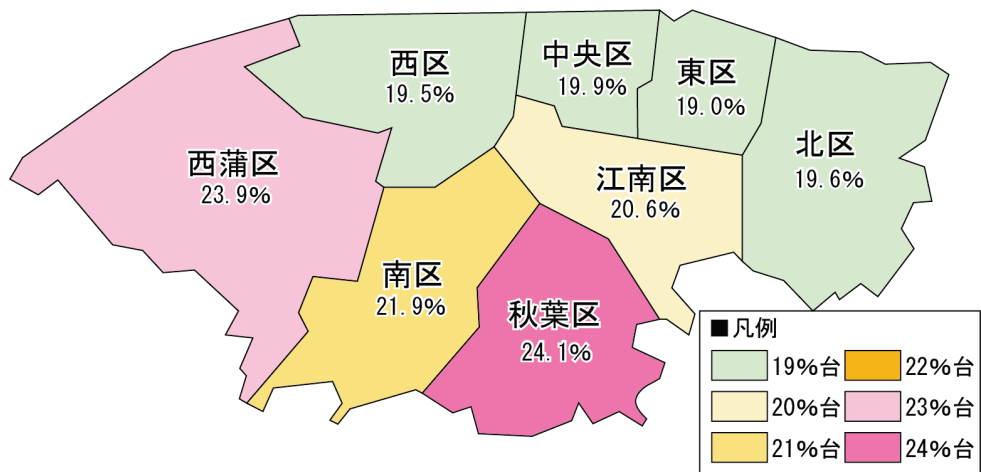 西区
19.5%
中央区
19.9%
東区
19.0%
北区
19.6%
西蒲区
23.9%
江南区
20.6%
南区
21.9%
秋葉区
24.1%
■凡例
19%台
22%台
20%台
23%台
21%台
24%台